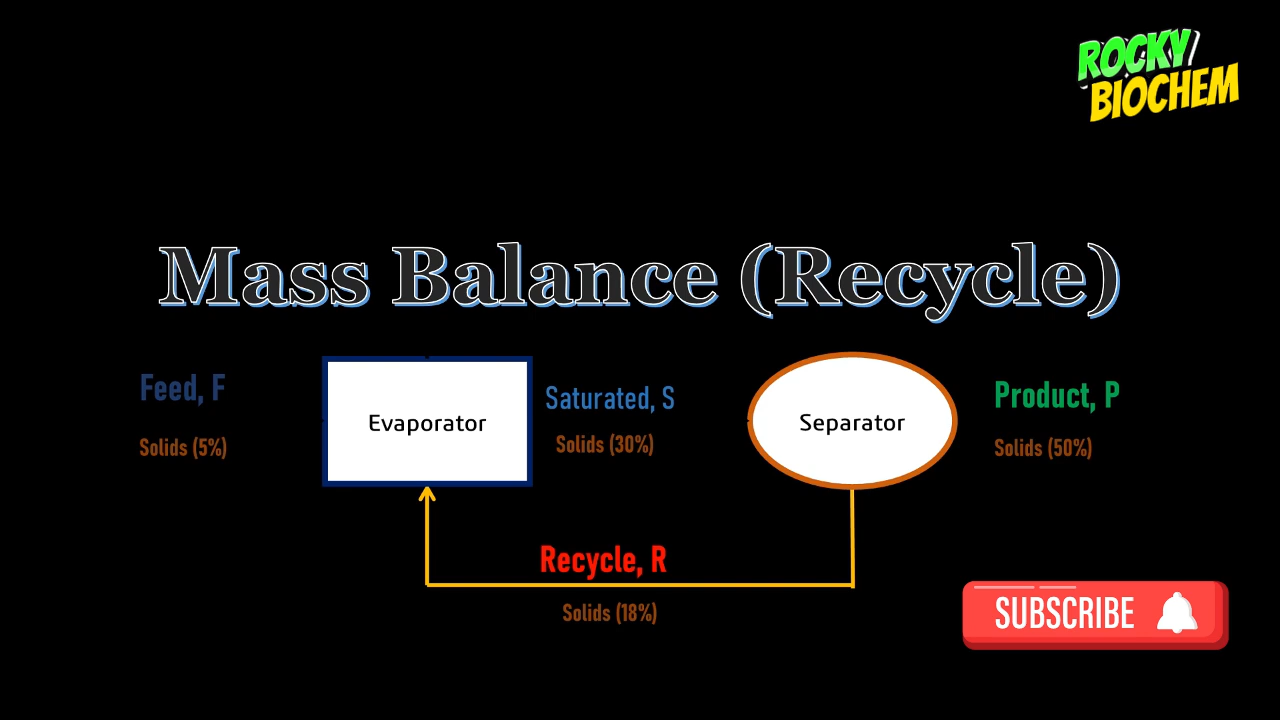 ROCKY
BIOCHEM
Mass Balance (Recycle)
Feed, F
Solids (5%)
Evaporator
Saturated, S
Solids (30%)
Separator
Product, P
Solids (50%)
Recycle, R
Solids (18%)
SUBSCRIBE